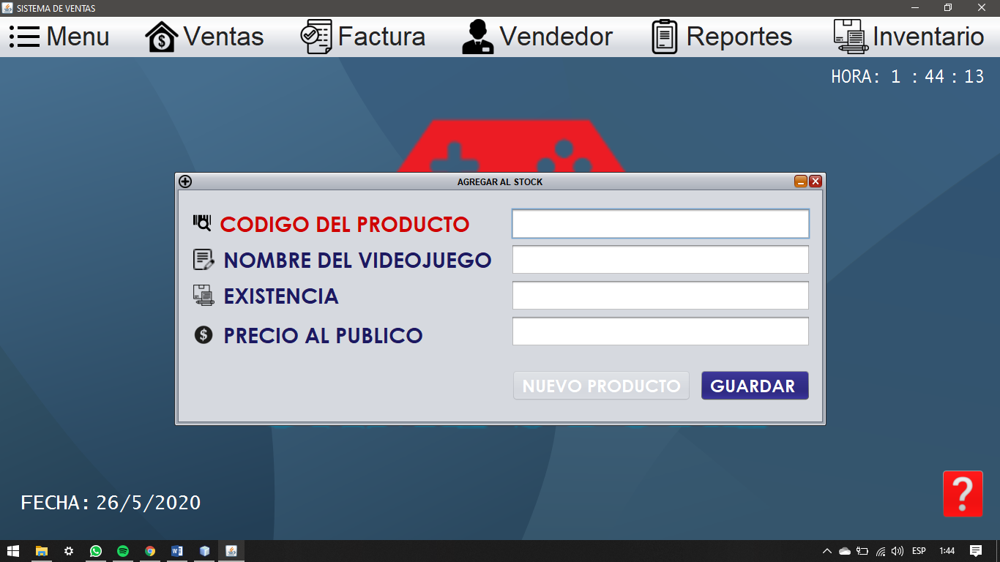 SISTEMA DE VENTAS
Menu Ventas Factura Vendedor Reportes Inventario
HORA: 1 : 44 : 13
AGREGAR AL STOCK
CODIGO DEL PRODUCTO
NOMBRE DEL VIDEOJUEGO
EXISTENCIA
PRECIO AL PUBLICO
NUEVO PRODUCTO GUARDAR
FECHA: 26/5/2020
?
ESP 1:44